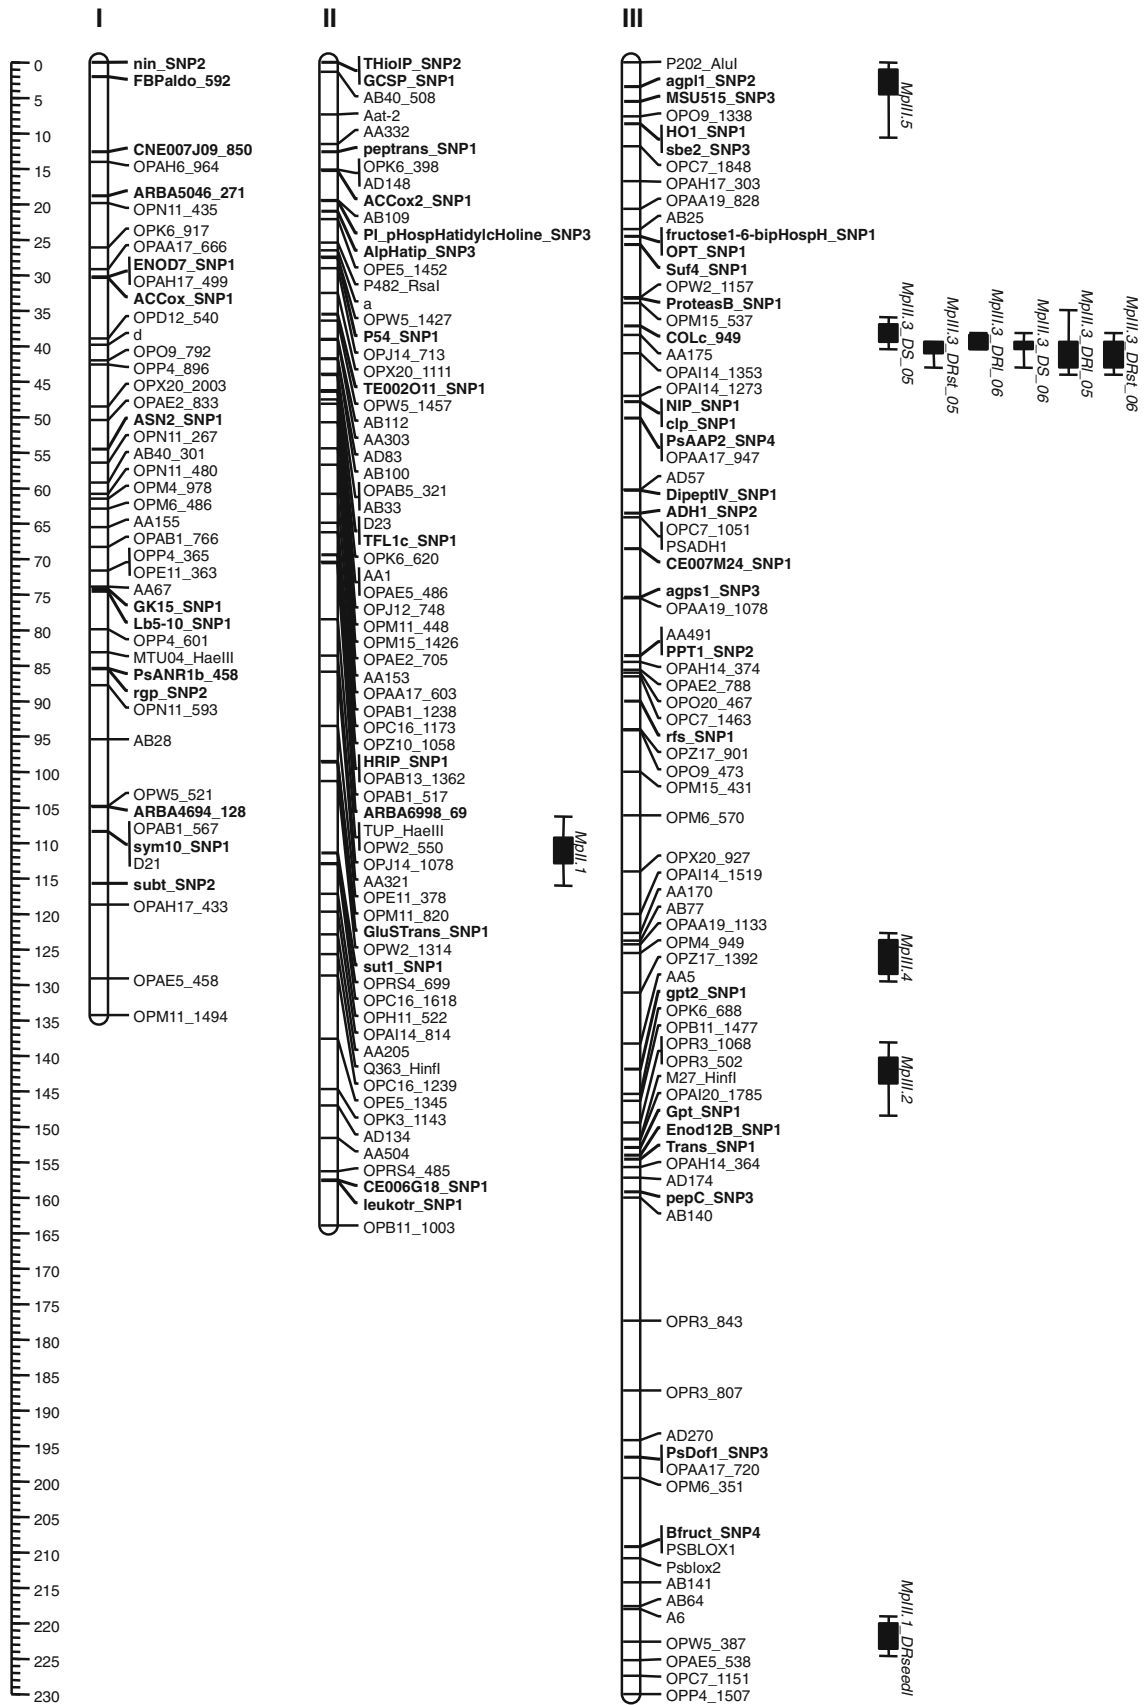 I
II
III
0
5
10
15
20
25
30
35
40
45
50
55
60
65
70
75
80
85
90
95
100
105
110
115
120
125
130
135
140
145
150
155
160
165
170
175
180
185
190
195
200
205
210
215
220
225
230
nin_SNP2
FBPaldo_592
CNE007J09_850
OPAH6_964
ARBA5046_271
OPN11_435
OPK6_917
OPAA17_666
ENOD7_SNP1
OPAH17_499
ACCox_SNP1
OPD12_540
d
OPO9_792
OPP4_896
OPX20_2003
OPAE2_833
ASN2_SNP1
OPN11_267
AB40_301
OPN11_480
OPM4_978
OPM6_486
AA155
OPAB1_766
OPP4_365
OPE11_363
AA67
GK15_SNP1
Lb5-10_SNP1
OPP4_601
MTU04_HaeIII
PsANR1b_458
rgp_SNP2
OPN11_593
AB28
OPW5_521
ARBA4694_128
OPAB1_567
sym10_SNP1
D21
subt_SNP2
OPAH17_433
OPAE5_458
OPM11_1494
THiolP_SNP2
GCSP_SNP1
AB40_508
Aat-2
AA332
peptrans_SNP1
OPK6_398
AD148
ACCox2_SNP1
AB109
PI_pHospHatidylcHoline_SNP3
AlpHatip_SNP3
OPE5_1452
P482_RsaI
a
OPW5_1427
P54_SNP1
OPJ14_713
OPX20_1111
TE002O11_SNP1
OPW5_1457
AB112
AA303
AD83
AB100
OPAB5_321
AB33
D23
TFL1c_SNP1
OPK6_620
AA1
OPAE5_486
OPJ12_748
OPM11_448
OPM15_1426
OPAE2_705
AA153
OPAA17_603
OPAB1_1238
OPC16_1173
OPZ10_1058
HRIP_SNP1
OPAB13_1362
OPAB1_517
ARBA6998_69
TUP_HaeIII
OPW2_550
OPJ14_1078
AA321
OPE11_378
OPM11_820
GluSTrans_SNP1
OPW2_1314
sut1_SNP1
OPRS4_699
OPC16_1618
OPH11_522
OPAI14_814
AA205
Q363_HinfI
OPC16_1239
OPE5_1345
OPK3_1143
AD134
AA504
OPRS4_485
CE006G18_SNP1
leukotr_SNP1
OPB11_1003
MpII.1
P202_AluI
agpl1_SNP2
MSU515_SNP3
OPO9_1338
HO1_SNP1
sbe2_SNP3
OPC7_1848
OPAH17_303
OPAA19_828
AB25
fructose1-6-bipHospH_SNP1
OPT_SNP1
Suf4_SNP1
OPW2_1157
ProteasB_SNP1
OPM15_537
COLc_949
AA175
OPAI14_1353
OPAI14_1273
NIP_SNP1
clp_SNP1
PsAAP2_SNP4
OPAA17_947
AD57
DipeptIV_SNP1
ADH1_SNP2
OPC7_1051
PSADH1
CE007M24_SNP1
agps1_SNP3
OPAA19_1078
AA491
PPT1_SNP2
OPAH14_374
OPAE2_788
OPO20_467
OPC7_1463
rfs_SNP1
OPZ17_901
OPO9_473
OPM15_431
OPM6_570
OPX20_927
OPAI14_1519
AA170
AB77
OPAA19_1133
OPM4_949
OPZ17_1392
AA5
gpt2_SNP1
OPK6_688
OPB11_1477
OPR3_1068
OPR3_502
M27_HinfI
OPAI20_1785
Gpt_SNP1
Enod12B_SNP1
Trans_SNP1
OPAH14_364
AD174
pepC_SNP3
AB140
OPR3_843
OPR3_807
AD270
PsDof1_SNP3
OPAA17_720
OPM6_351
Bfruct_SNP4
PSBLOX1
Psblox2
AB141
AB64
A6
OPW5_387
OPAE5_538
OPC7_1151
OPP4_1507
MpIII.5
MpIII.3_DS_05
MpIII.3_DRst_05
MpIII.3_DRl_06
MpIII.3_DS_06
MpIII.3_DRl_05
MpIII.3_DRst_06
MpIII.4
MpIII.2
MpIII.1_DRseedl